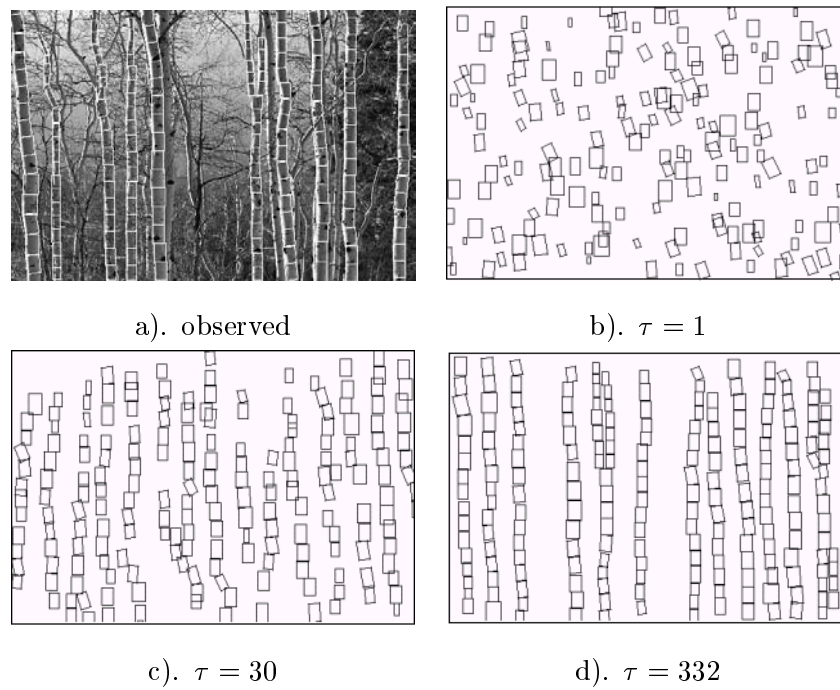 a). observed
b). τ = 1
c). τ = 30
d). τ = 332